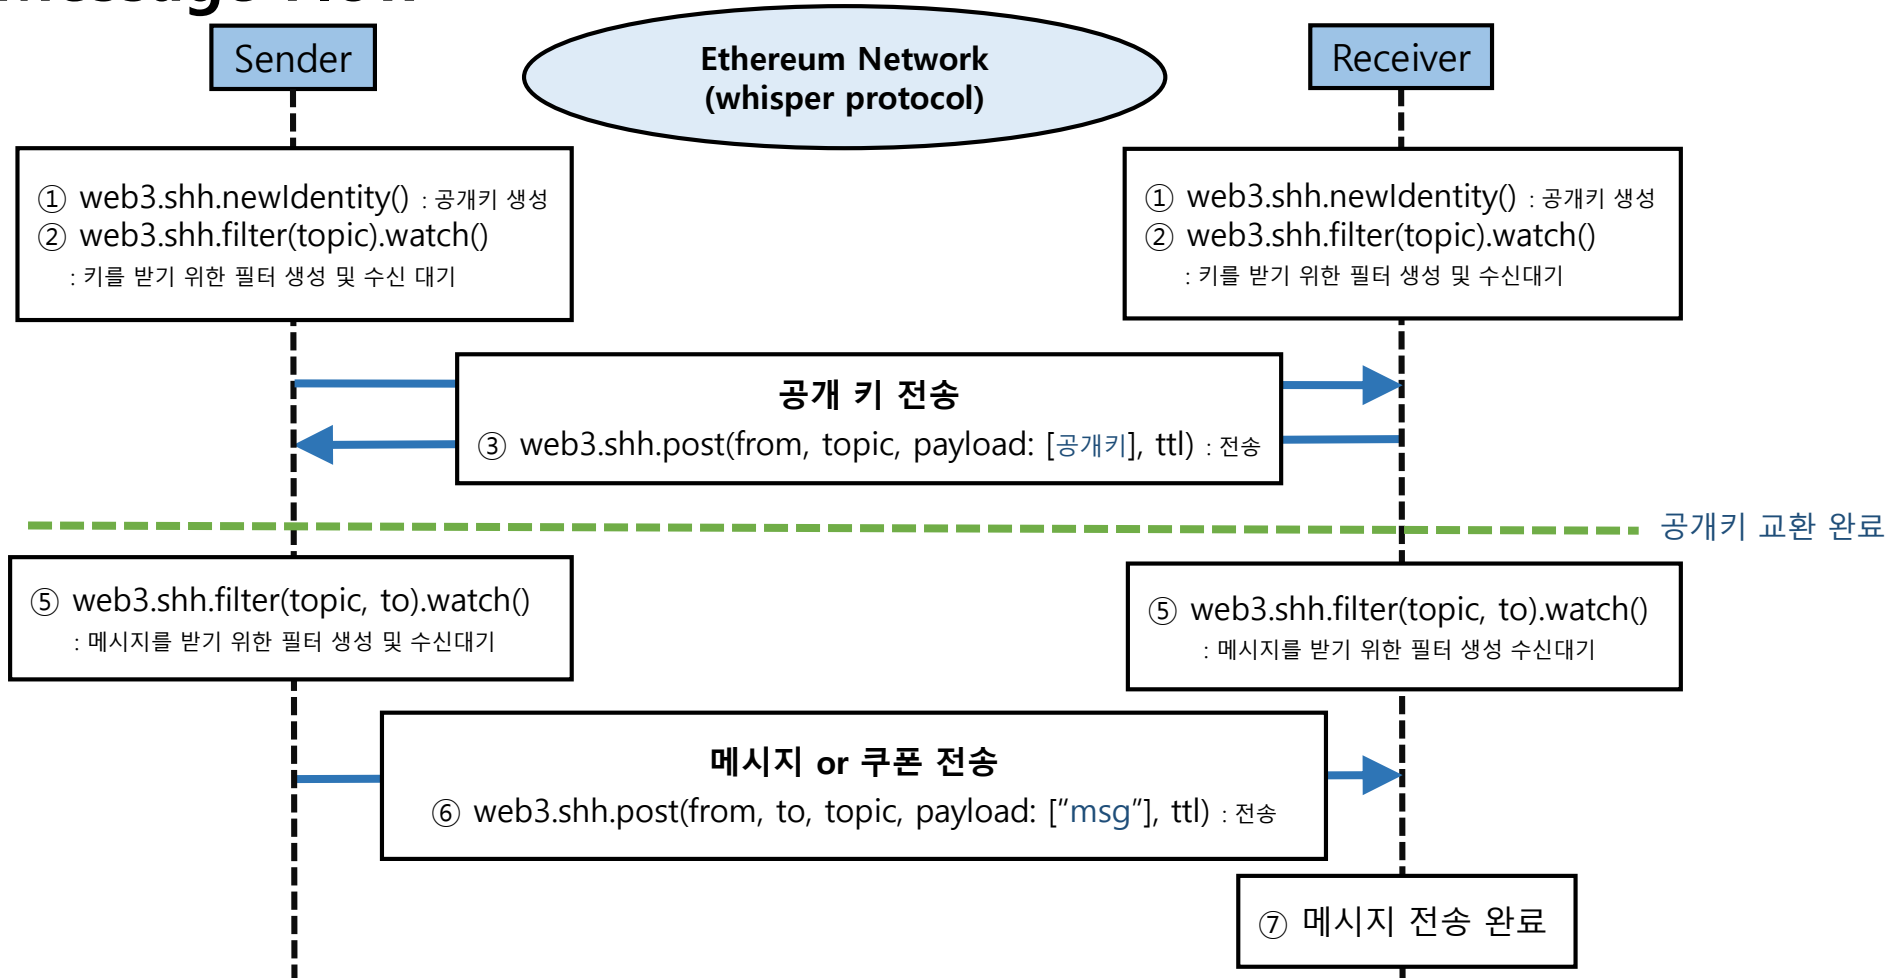 Sender
Ethereum Network
(whisper protocol)
Receiver
① web3.shh.newIdentity() : 공개키 생성
② web3.shh.filter(topic).watch()
: 키를 받기 위한 필터 생성 및 수신 대기
① web3.shh.newIdentity() : 공개키 생성
② web3.shh.filter(topic).watch()
: 키를 받기 위한 필터 생성 및 수신대기
공개 키 전송
③ web3.shh.post(from, topic, payload: [공개키], ttl) : 전송
공개키 교환 완료
⑤ web3.shh.filter(topic, to).watch()
: 메시지를 받기 위한 필터 생성 및 수신대기
⑤ web3.shh.filter(topic, to).watch()
: 메시지를 받기 위한 필터 생성 수신대기
메시지 or 쿠폰 전송
⑥ web3.shh.post(from, to, topic, payload: [“msg”], ttl) : 전송
⑦ 메시지 전송 완료